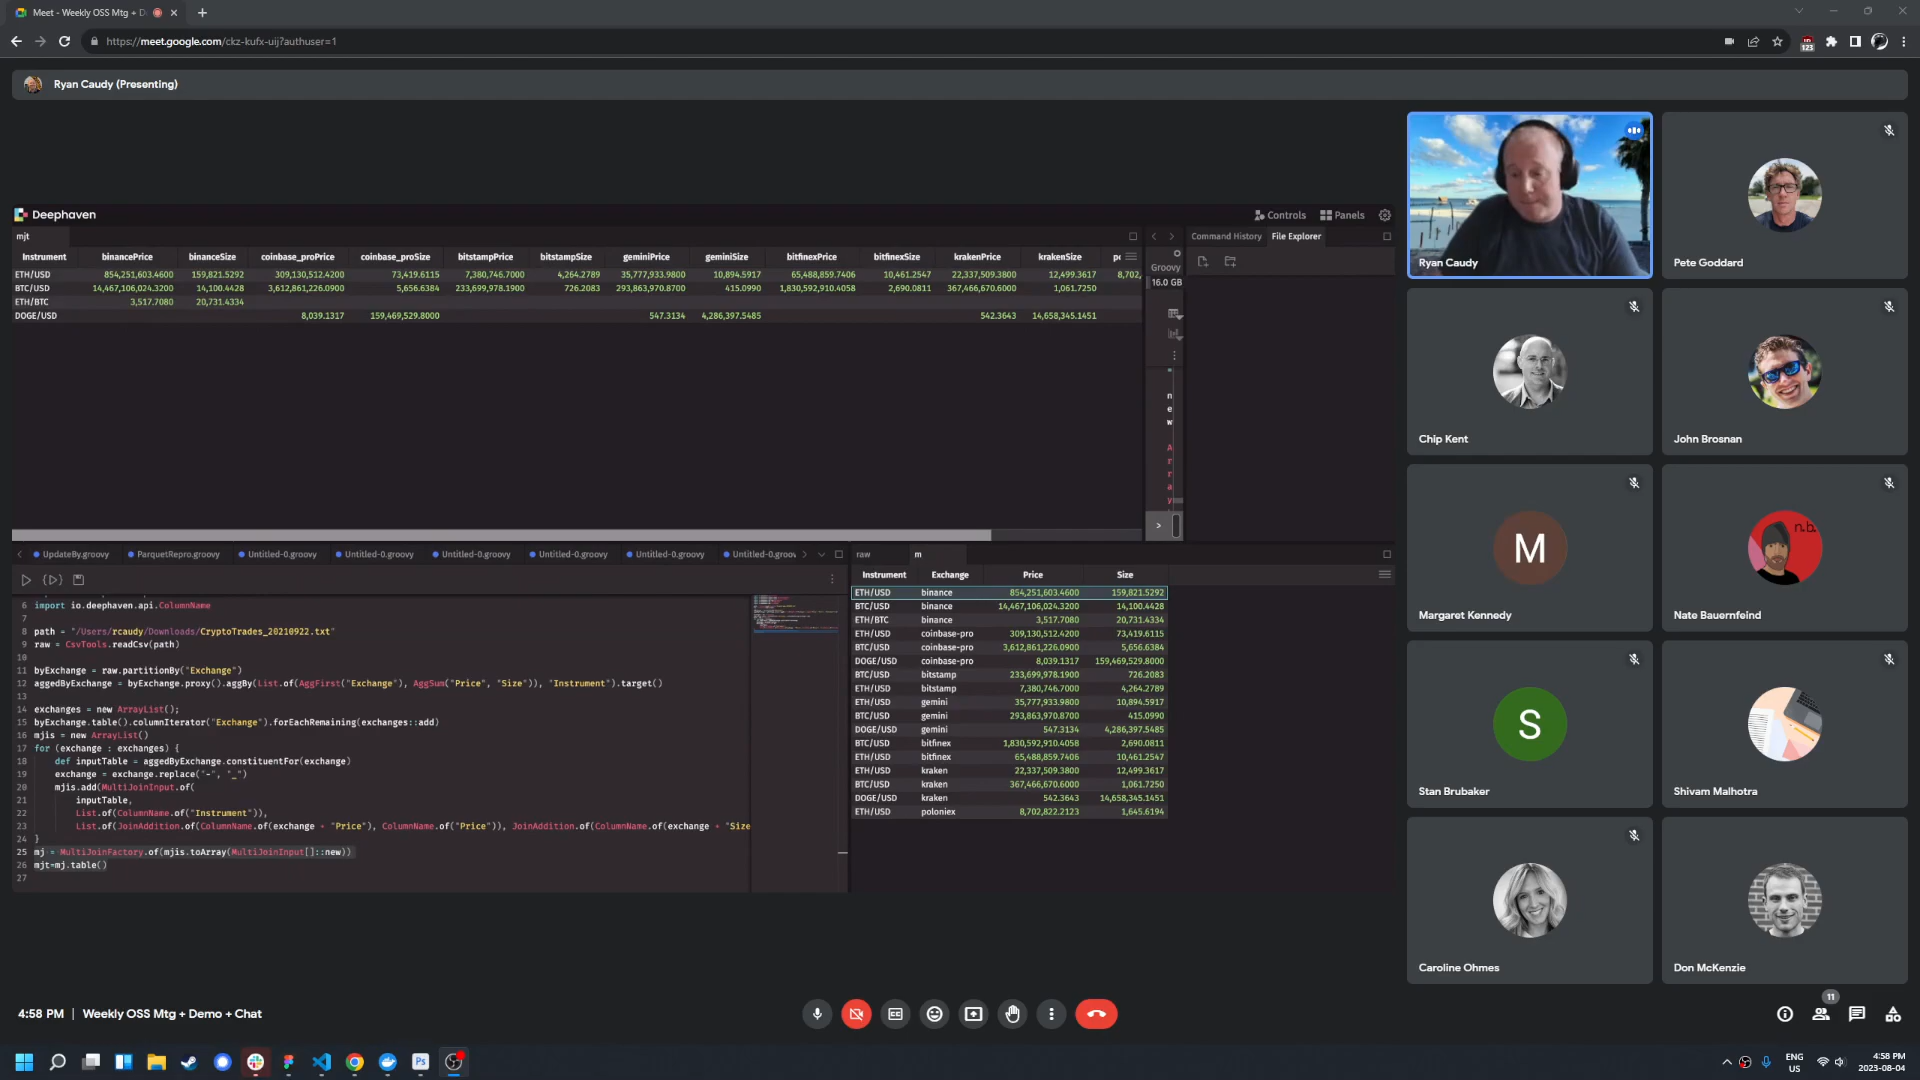 Meet - Weekly OSS Mtg + D
https://meet.google.com/ckz-kufx-uij?authuser=1
123
Ryan Caudy (Presenting)
Deephaven
Controls Panels
mjt
Command History File Explorer
Instrument binancePrice binanceSize coinbase_proPrice coinbase_proSize bitstampPrice bitstampSize geminiPrice geminiSize bitfinexPrice bitfinexSize krakenPrice krakenSize
ETH/USD 854,251,603.4600 159,821.5292 309,130,512.4200 73,419.6115 7,380,746.7000 4,264.2789 35,777,933.9800 10,894.5917 65,488,859.7406 10,461.2547 22,337,509.3800 12,499.3617 8,702,
BTC/USD 14,467,106,024.3200 14,100.4428 3,612,861,226.0900 5,656.6384 233,699,978.1900 726.2083 293,863,970.8700 415.0990 1,830,592,910.4058 2,690.0811 367,466,670.6000 1,061.7250
ETH/BTC 3,517.7080 20,731.4334
DOGE/USD 8,039.1317 159,469,529.8000 547.3134 4,286,397.5485 542.3643 14,658,345.1451
Groovy
16.0 GB
n
e
w
A
r
r
a
y
>
UpdateBy.groovy ParquetRepro.groovy Untitled-0.groovy Untitled-0.groovy Untitled-0.groovy Untitled-0.groovy Untitled-0.groovy Untitled-0.groov
6 import io.deephaven.api.ColumnName
7
8 path = "/Users/rcaudy/Downloads/CryptoTrades_20210922.txt"
9 raw = CsvTools.readCsv(path)
10
11 byExchange = raw.partitionBy("Exchange")
12 aggedByExchange = byExchange.proxy().aggBy(List.of(AggFirst("Exchange"), AggSum("Price", "Size")), "Instrument").target()
13
14 exchanges = new ArrayList();
15 byExchange.table().columnIterator("Exchange").forEachRemaining(exchanges::add)
16 mjis = new ArrayList()
17 for (exchange : exchanges) {
18 def inputTable = aggedByExchange.constituentFor(exchange)
19 exchange = exchange.replace("-", "_")
20 mjis.add(MultiJoinInput.of(
21 inputTable,
22 List.of(ColumnName.of("Instrument")),
23 List.of(JoinAddition.of(ColumnName.of(exchange + "Price"), ColumnName.of("Price")), JoinAddition.of(ColumnName.of(exchange + "Size
24 }
25 mj = MultiJoinFactory.of(mjis.toArray(MultiJoinInput[]::new))
26 mjt=mj.table()
27
raw m
Instrument Exchange Price Size
ETH/USD binance 854,251,603.4600 159,821.5292
BTC/USD binance 14,467,106,024.3200 14,100.4428
ETH/BTC binance 3,517.7080 20,731.4334
ETH/USD coinbase-pro 309,130,512.4200 73,419.6115
BTC/USD coinbase-pro 3,612,861,226.0900 5,656.6384
DOGE/USD coinbase-pro 8,039.1317 159,469,529.8000
BTC/USD bitstamp 233,699,978.1900 726.2083
ETH/USD bitstamp 7,380,746.7000 4,264.2789
ETH/USD gemini 35,777,933.9800 10,894.5917
BTC/USD gemini 293,863,970.8700 415.0990
DOGE/USD gemini 547.3134 4,286,397.5485
BTC/USD bitfinex 1,830,592,910.4058 2,690.0811
ETH/USD bitfinex 65,488,859.7406 10,461.2547
ETH/USD kraken 22,337,509.3800 12,499.3617
BTC/USD kraken 367,466,670.6000 1,061.7250
DOGE/USD kraken 542.3643 14,658,345.1451
ETH/USD poloniex 8,702,822.2123 1,645.6194
Ryan Caudy
Pete Goddard
Chip Kent
John Brosnan
M
Margaret Kennedy
n.b.
Nate Bauernfeind
S
Stan Brubaker
Shivam Malhotra
Caroline Ohmes
Don McKenzie
4:58 PM | Weekly OSS Mtg + Demo + Chat
11
Ps
ENG
US
4:58 PM
2023-08-04